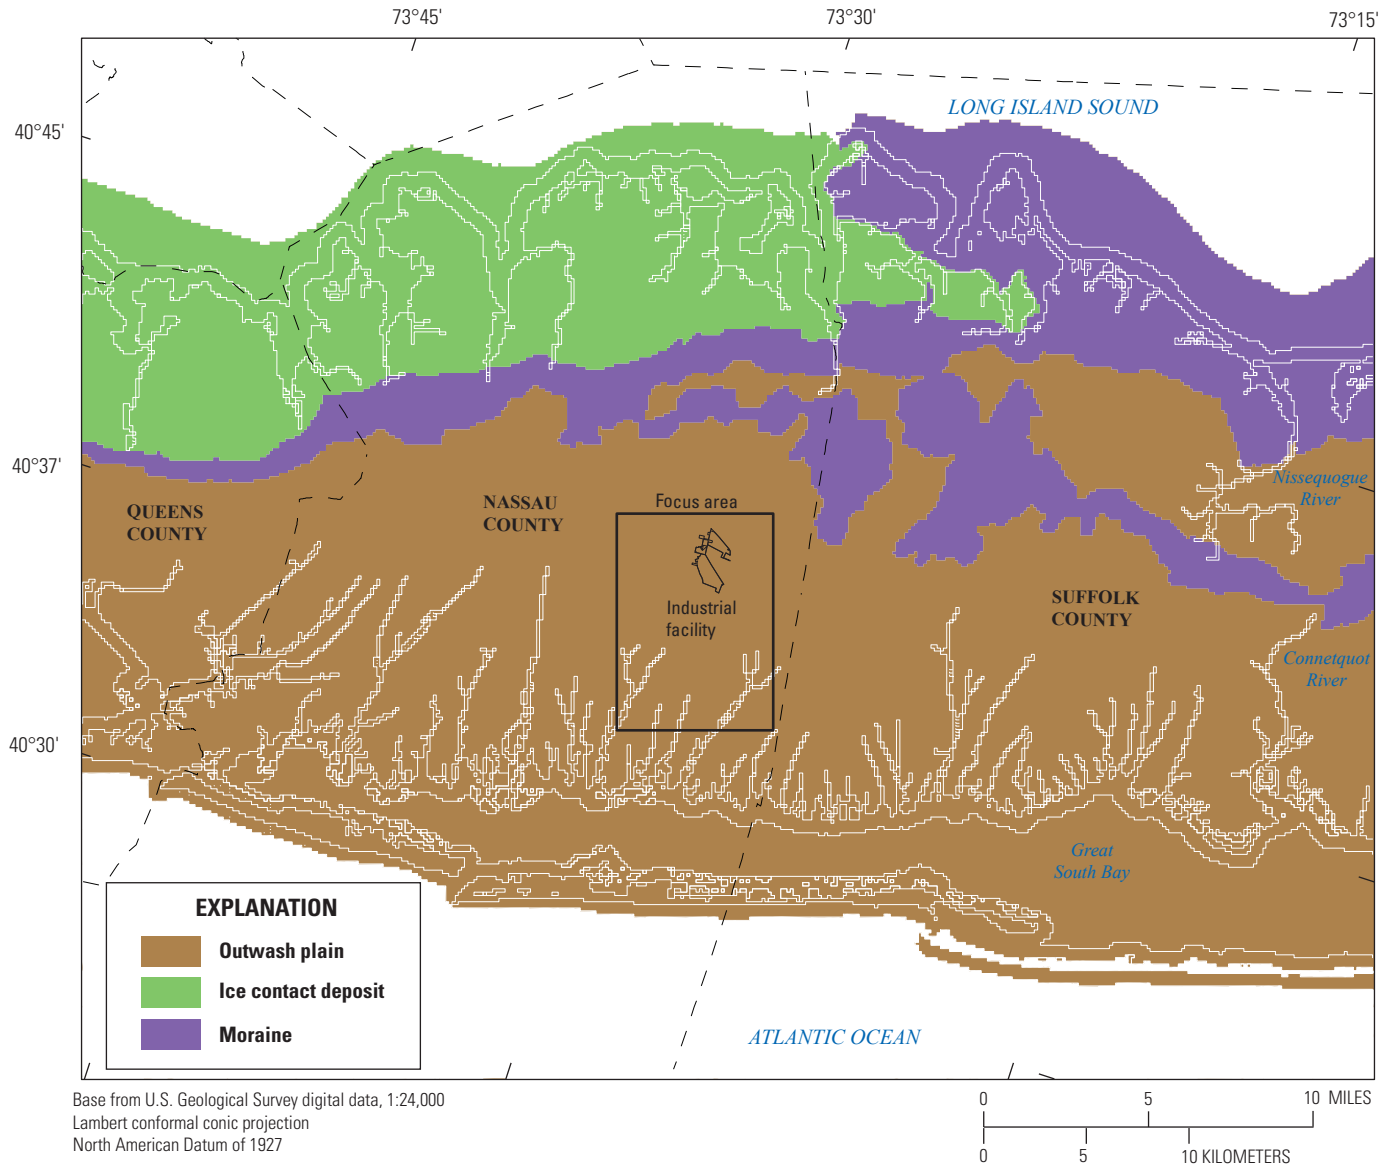 73°45'
73°30'
73°15'
LONG ISLAND SOUND
40°45'
40°37'
Nissequogue
River
QUEENS
COUNTY
NASSAU
COUNTY
Focus area
Industrial
facility
SUFFOLK
COUNTY
Connetquot
River
40°30'
Great
South Bay
EXPLANATION
Outwash plain
Ice contact deposit
Moraine
ATLANTIC OCEAN
Base from U.S. Geological Survey digital data, 1:24,000
Lambert conformal conic projection
North American Datum of 1927
0 5 10 MILES
0 5 10 KILOMETERS